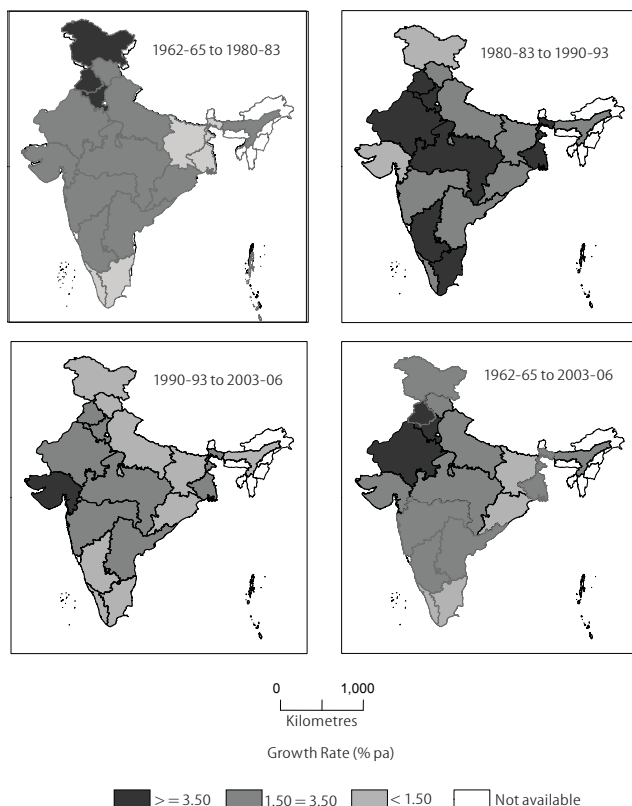 1962-65 to 1980-83
1980-83 to 1990-93
1990-93 to 2003-06
1962-65 to 2003-06
0 1,000
Kilometres
Growth Rate (% pa)
> = 3.50 1.50 = 3.50 < 1.50 Not available